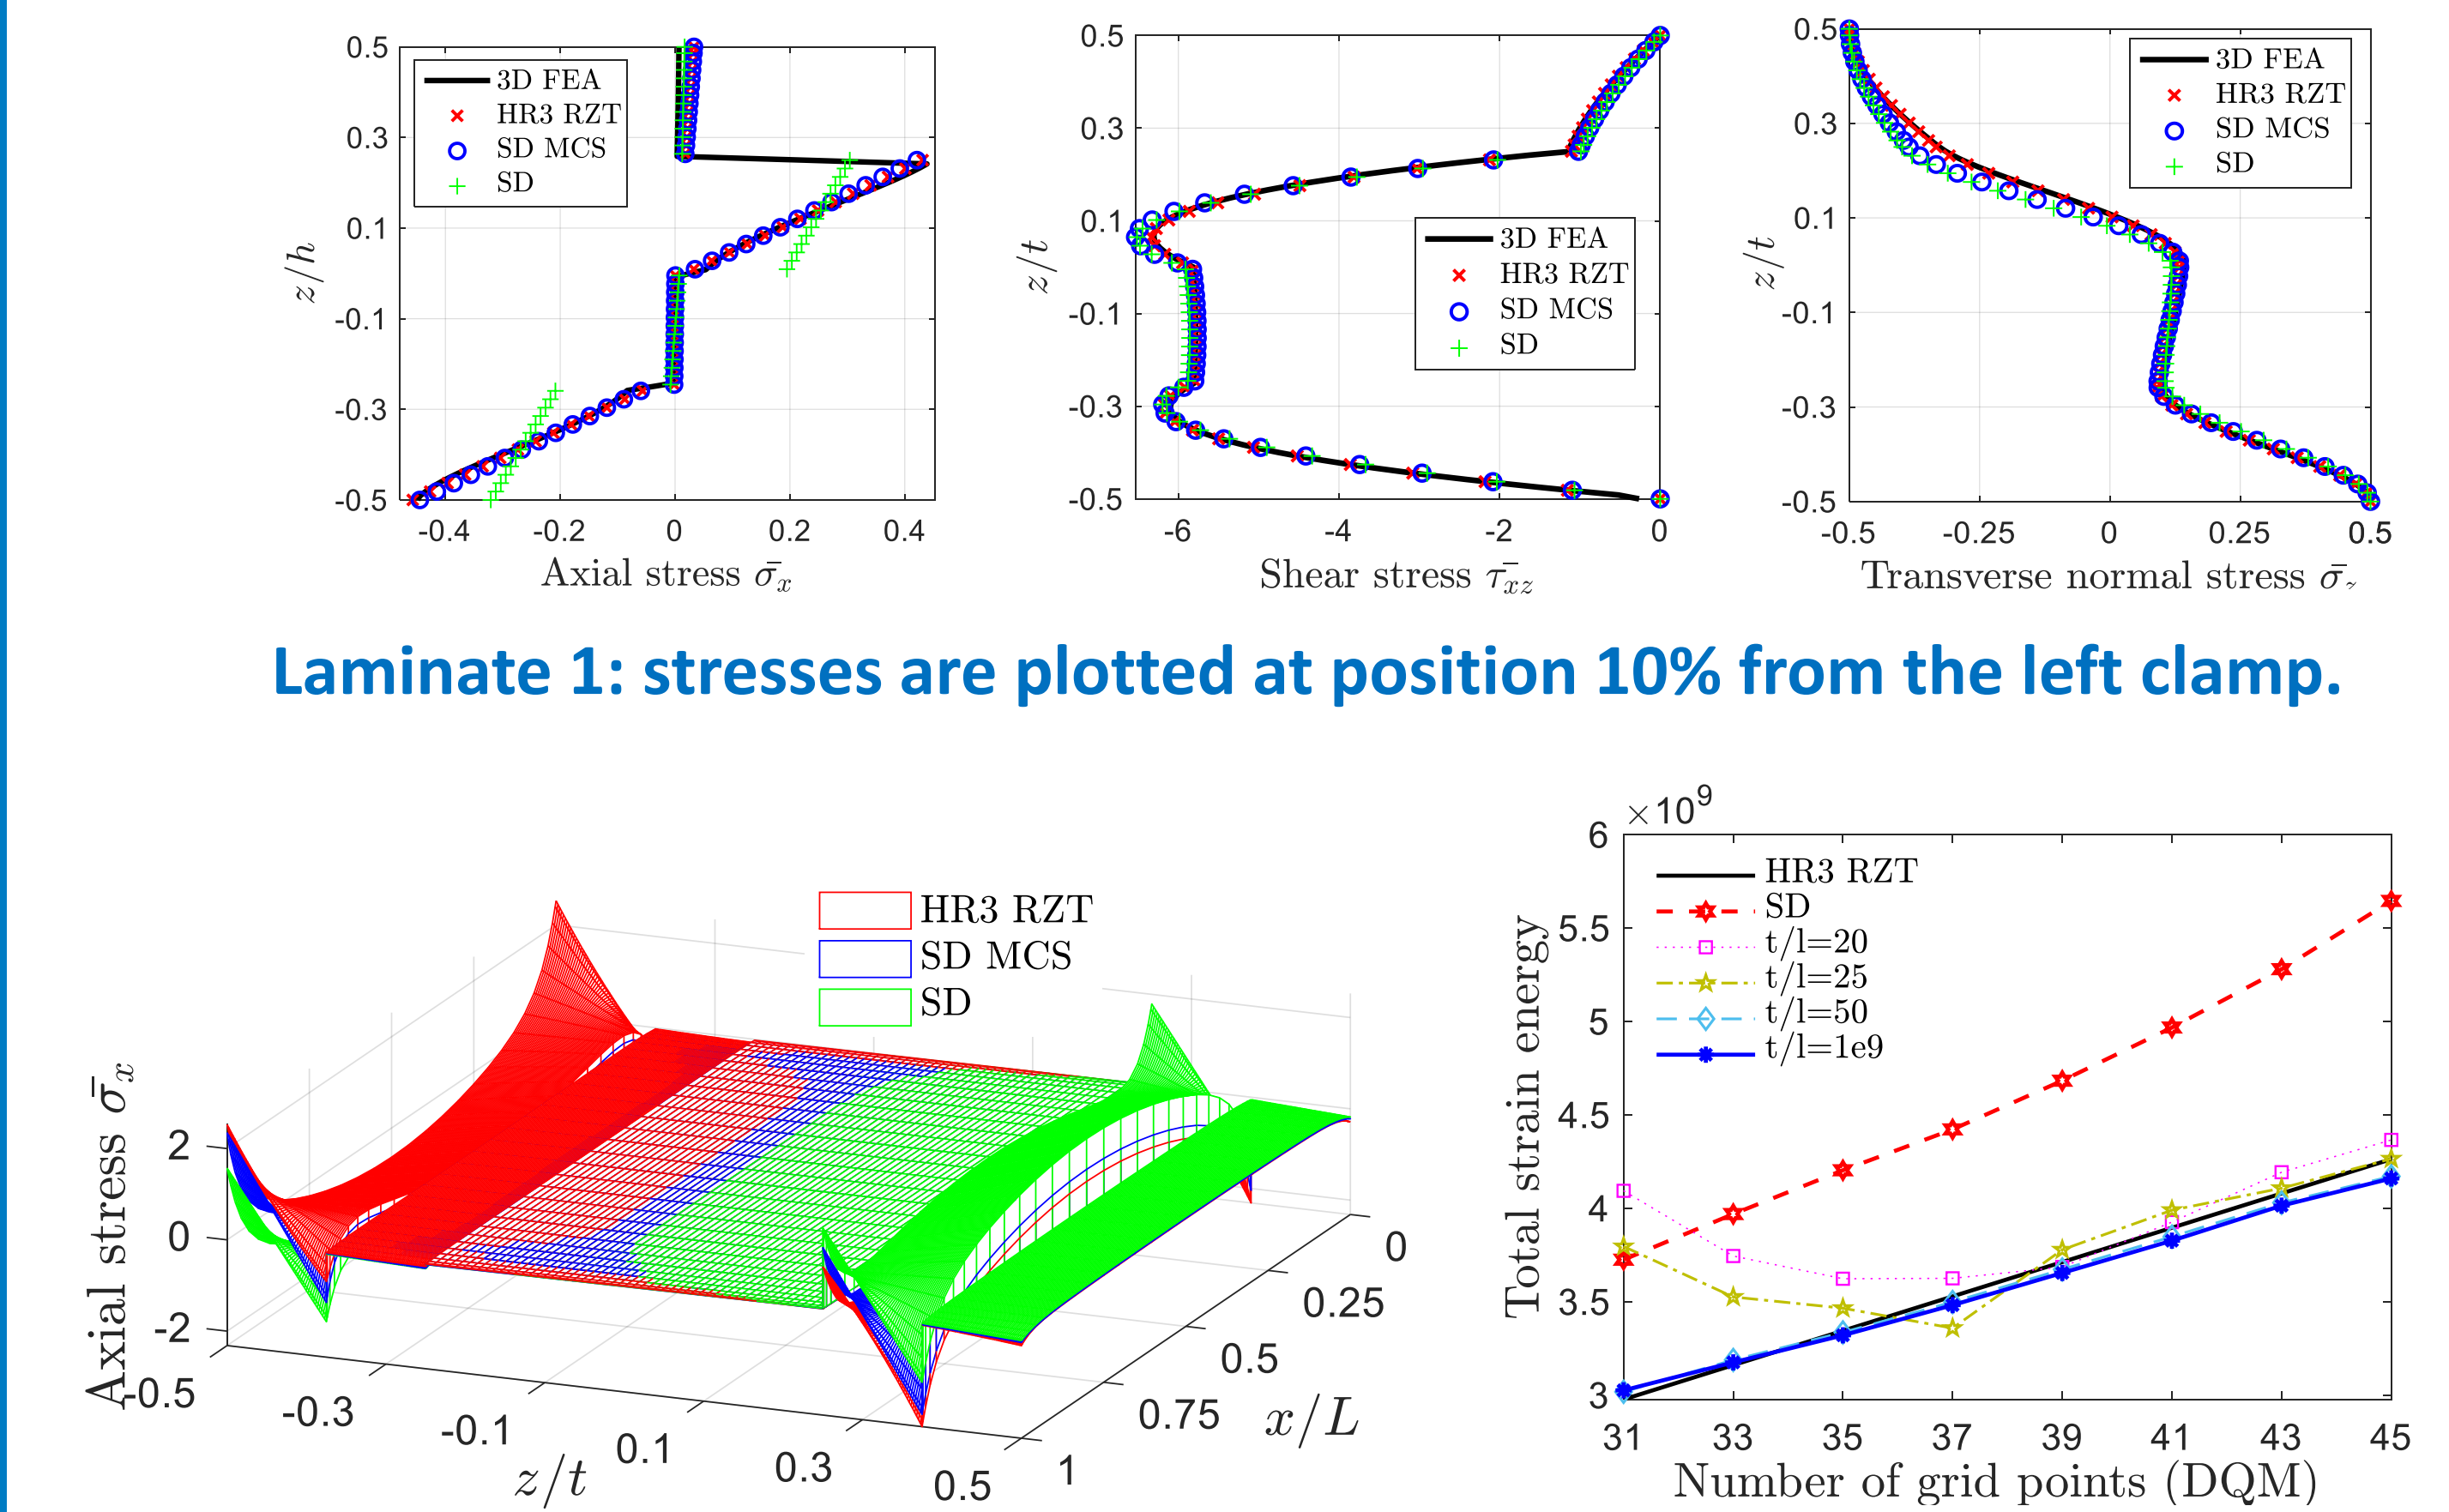 0.5
0.3
0.1
-0.1
-0.3
-0.5
z/h
3D FEA
HR3 RZT
SD MCS
SD
-0.4 -0.2 0 0.2 0.4
Axial stress σ̄x
0.5
0.3
0.1
-0.1
-0.3
-0.5
z/t
3D FEA
HR3 RZT
SD MCS
SD
-6 -4 -2 0
Shear stress τ̄xz
0.5
0.3
0.1
-0.1
-0.3
-0.5
z/t
3D FEA
HR3 RZT
SD MCS
SD
-0.5 -0.25 0 0.25 0.5
Transverse normal stress σ̄z
Laminate 1: stresses are plotted at position 10% from the left clamp.
HR3 RZT
SD MCS
SD
Axial stress σ̄x
2
0
-2
-0.5 -0.3 -0.1 0.1 0.3 0.5
z/t
0
0.25
0.5
0.75
1
x/L
×10⁹
6
5.5
5
4.5
4
3.5
3
Total strain energy
HR3 RZT
SD
t/l=20
t/l=25
t/l=50
t/l=1e9
31 33 35 37 39 41 43 45
Number of grid points (DQM)